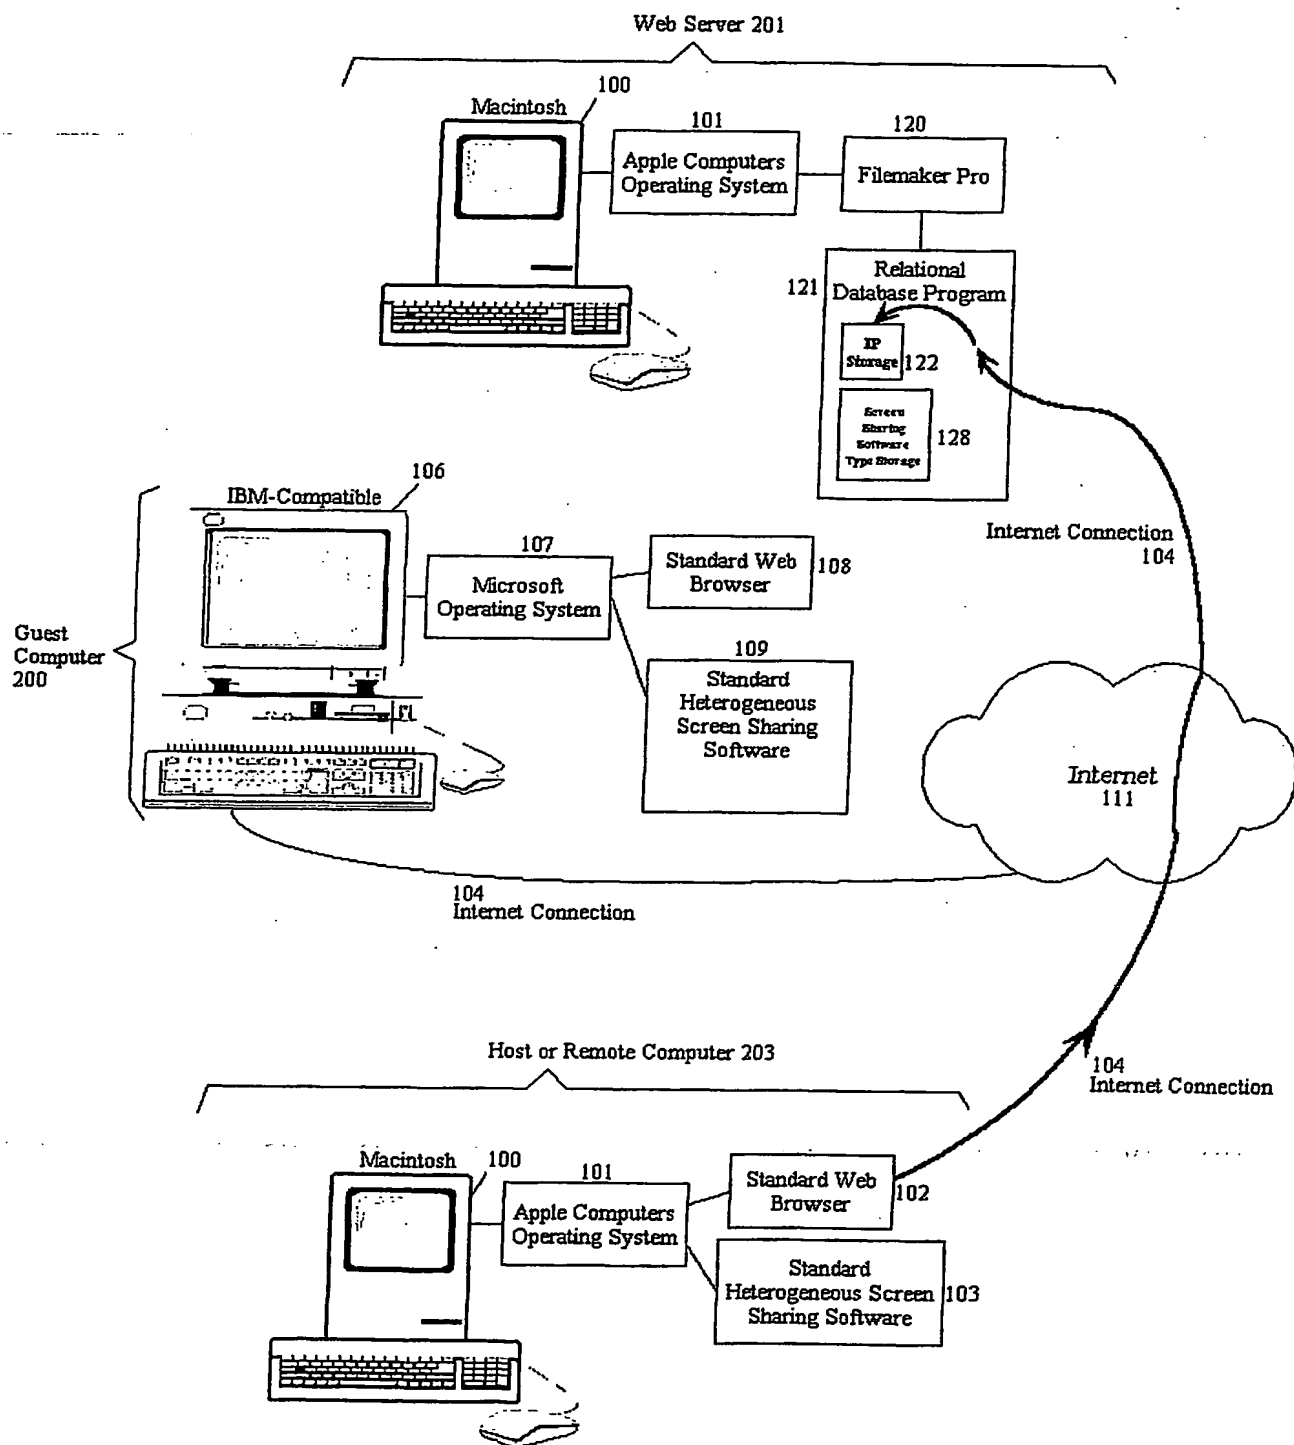 Web Server 201
100
Macintosh
101
Apple Computers
Operating System
120
Filemaker Pro
121
Relational
Database Program
IP
Storage
122
Screen
Sharing
Software
Type Storage
128
Internet Connection
104
106
IBM-Compatible
107
Microsoft
Operating System
Standard Web
Browser
108
109
Standard
Heterogeneous
Screen Sharing
Software
Guest
Computer
200
Internet
111
104
Internet Connection
Host or Remote Computer 203
104
Internet Connection
Macintosh
100
101
Apple Computers
Operating System
Standard Web
Browser
102
Standard
Heterogeneous Screen
Sharing Software
103